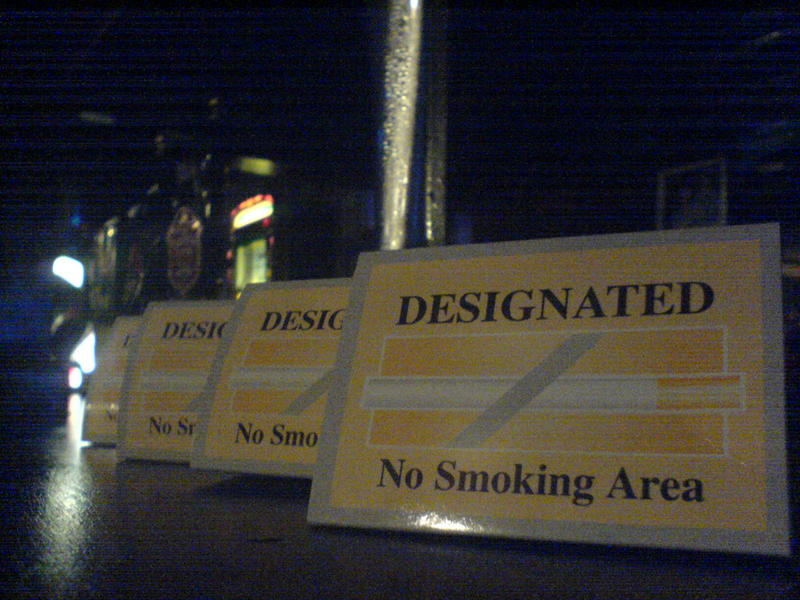 DESIGNATED
No Smoking Area
DESIG
No Smo
DESIG
No Sm